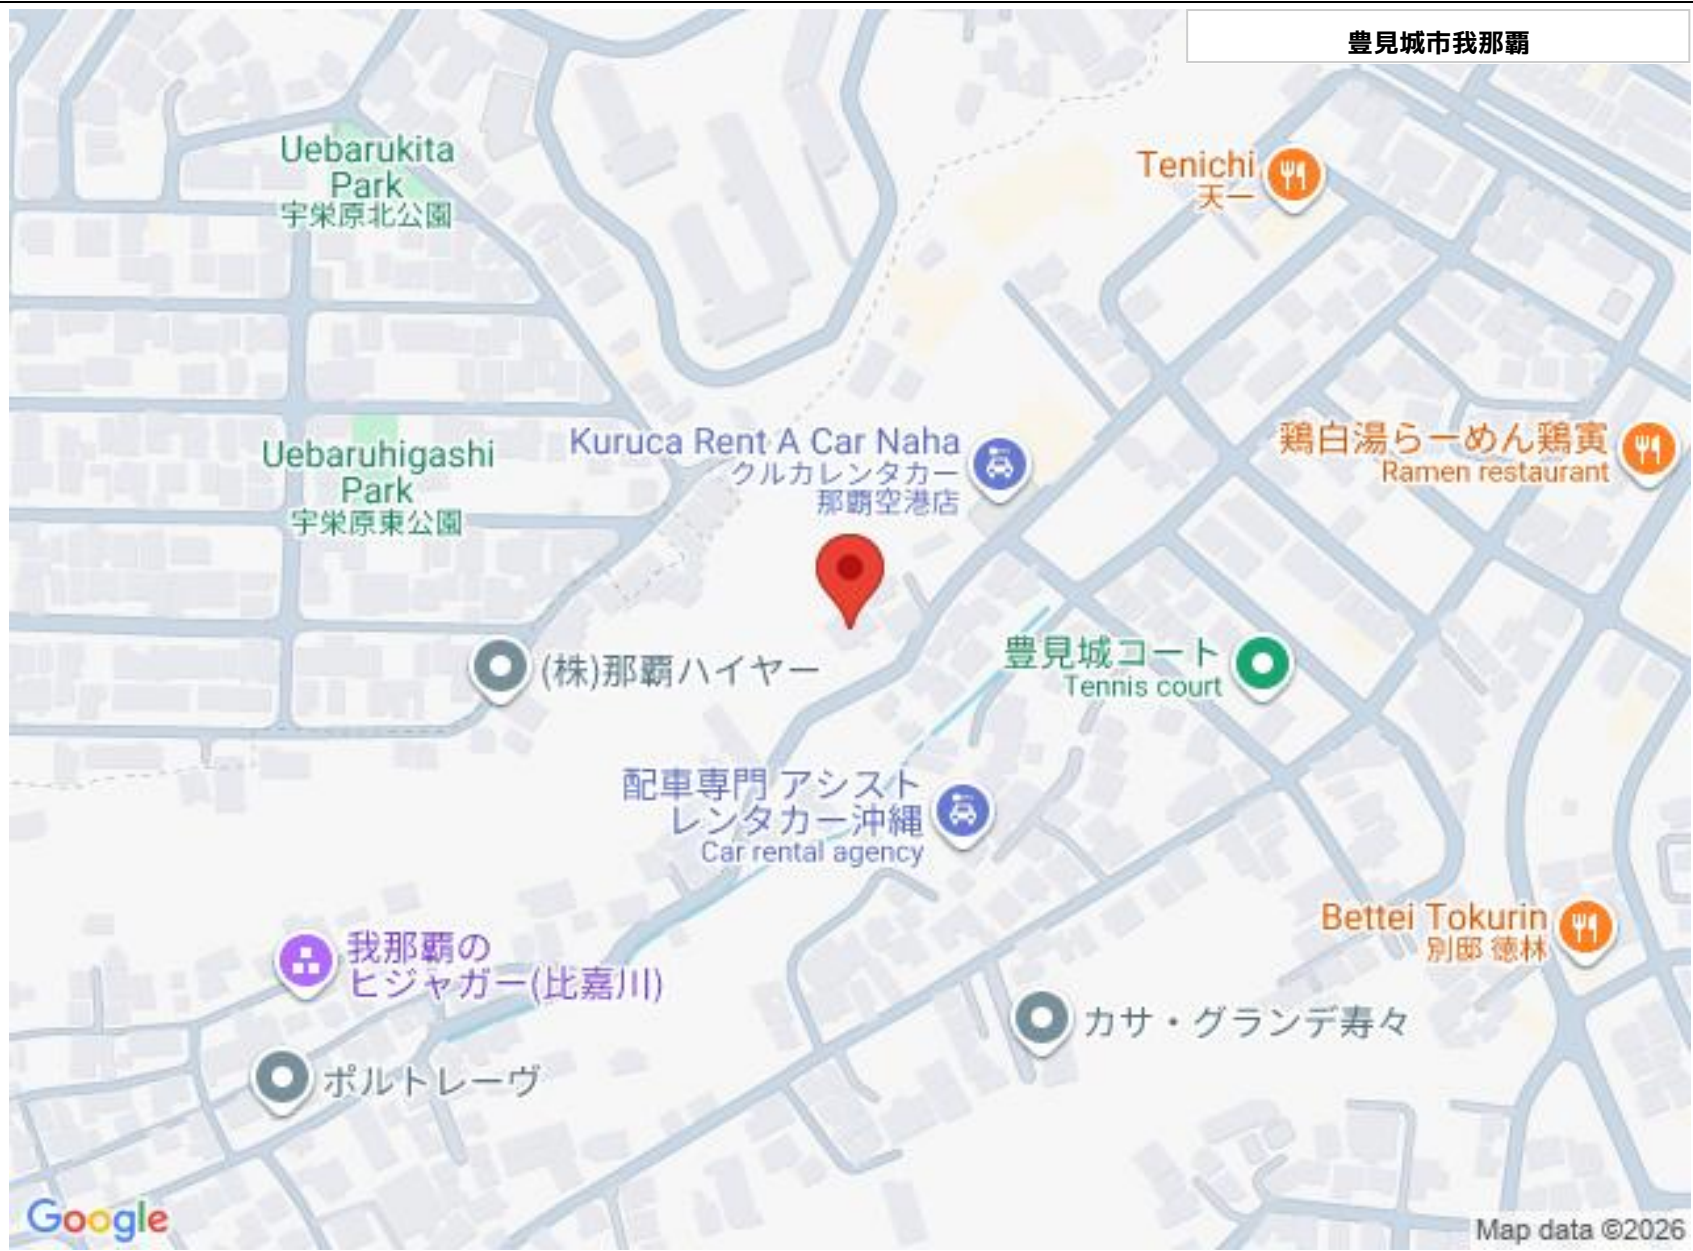 豊見城市我那覇
Uebarukita
Park
宇栄原北公園
Tenichi
天一
Uebaruhigashi
Park
宇栄原東公園
Kuruca Rent A Car Naha
クルカレンタカー
那覇空港店
鶏白湯らーめん鶏寅
Ramen restaurant
(株)那覇ハイヤー
豊見城コート
Tennis court
配車専門 アシスト
レンタカー沖縄
Car rental agency
我那覇の
ヒジャガー(比嘉川)
Bettei Tokurin
別邸 徳林
カサ・グランデ寿々
ポルトレーヴ
Google
Map data ©2026